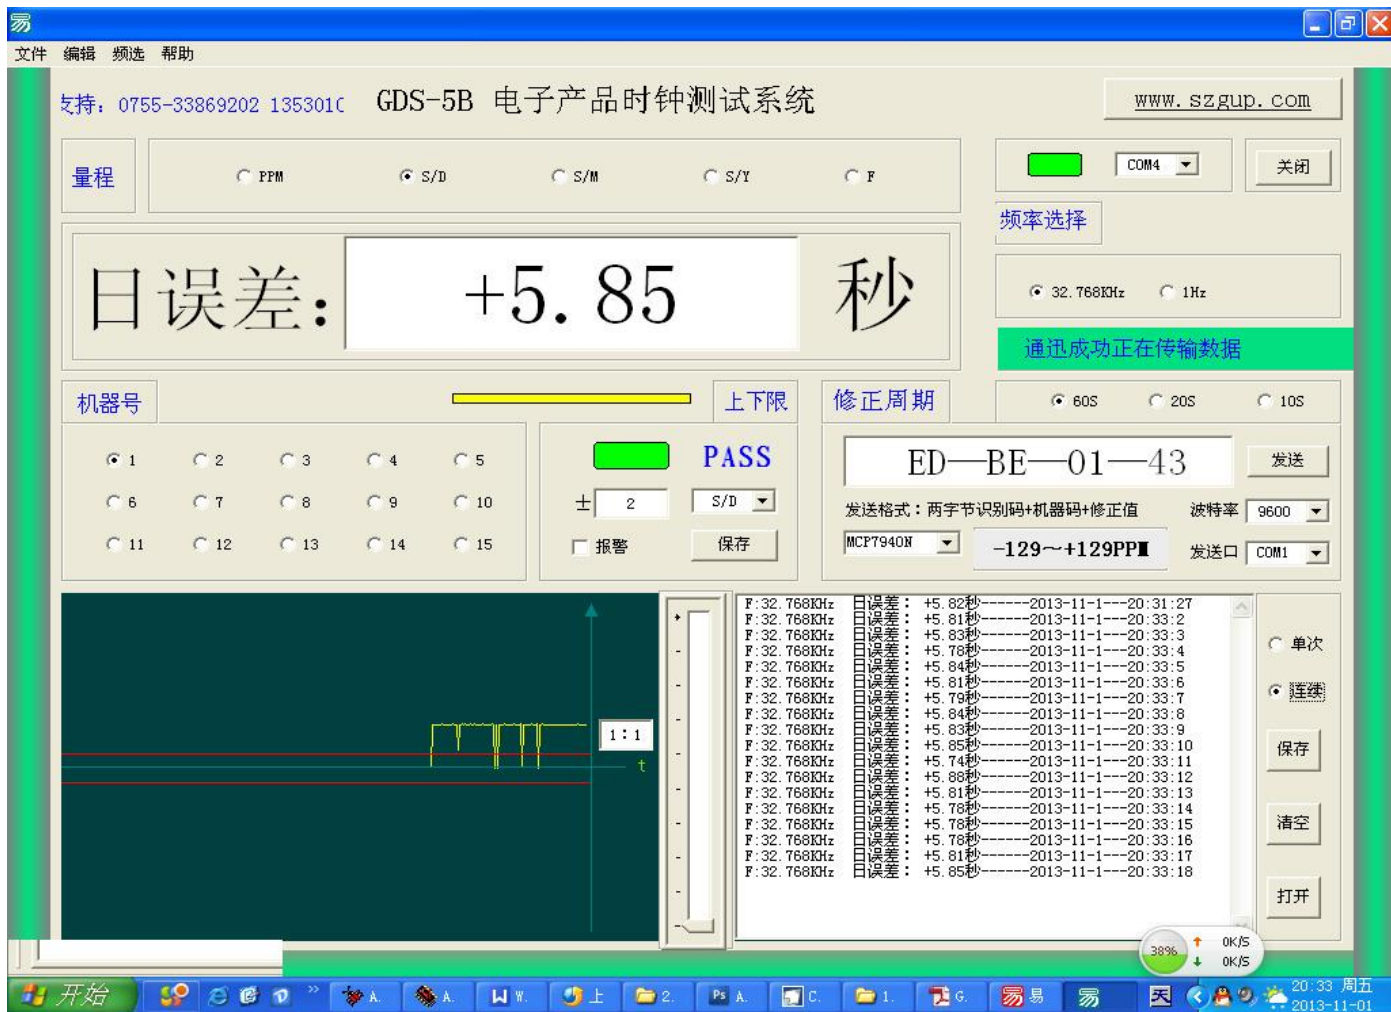 易
文件 编辑 频选 帮助
支持: 0755-33869202 135301
GDS-5B 电子产品时钟测试系统
www.szgup.com
量程
PPM S/D S/M S/Y F
COM4 关闭
频率选择
日误差: +5.85 秒
32.768KHz 1Hz
通迅成功正在传输数据
机器号
上下限
修正周期
60S 20S 10S
1 2 3 4 5
PASS
ED—BE—01—43 发送
6 7 8 9 10
± 2 S/D
发送格式：两字节识别码+机器码+修正值 波特率 9600
11 12 13 14 15
报警 保存
MCP7940N -129～+129PPM 发送口 COM1
F:32.768KHz 日误差： +5.82秒------2013-11-1---20:31:27
F:32.768KHz 日误差： +5.81秒------2013-11-1---20:33:2
F:32.768KHz 日误差： +5.83秒------2013-11-1---20:33:3
F:32.768KHz 日误差： +5.78秒------2013-11-1---20:33:4
F:32.768KHz 日误差： +5.84秒------2013-11-1---20:33:5
F:32.768KHz 日误差： +5.81秒------2013-11-1---20:33:6
F:32.768KHz 日误差： +5.79秒------2013-11-1---20:33:7
F:32.768KHz 日误差： +5.84秒------2013-11-1---20:33:8
F:32.768KHz 日误差： +5.83秒------2013-11-1---20:33:9
F:32.768KHz 日误差： +5.85秒------2013-11-1---20:33:10
F:32.768KHz 日误差： +5.74秒------2013-11-1---20:33:11
F:32.768KHz 日误差： +5.88秒------2013-11-1---20:33:12
F:32.768KHz 日误差： +5.81秒------2013-11-1---20:33:13
F:32.768KHz 日误差： +5.78秒------2013-11-1---20:33:14
F:32.768KHz 日误差： +5.78秒------2013-11-1---20:33:15
F:32.768KHz 日误差： +5.78秒------2013-11-1---20:33:16
F:32.768KHz 日误差： +5.81秒------2013-11-1---20:33:17
F:32.768KHz 日误差： +5.85秒------2013-11-1---20:33:18
1:1
t
+
-
单次
连续
保存
清空
打开
38% 0K/S
0K/S
开始 A. A. W. 上 2. Ps A. C. 1. G. 易 易 易 天 20:33 周五
2013-11-01